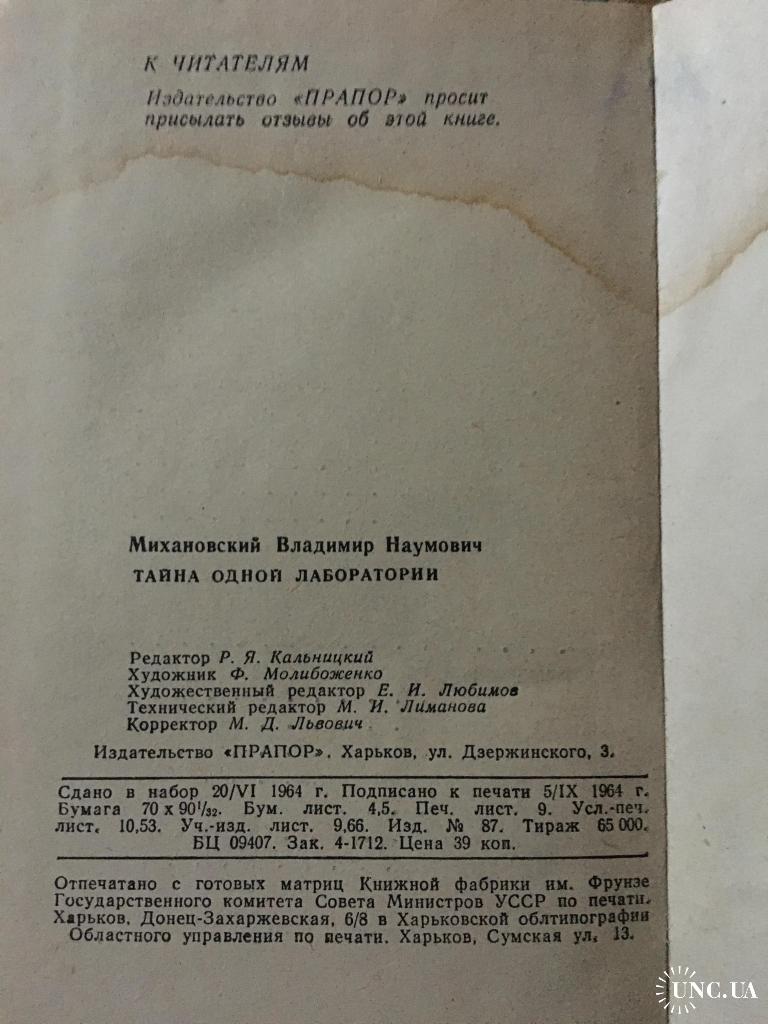 К ЧИТАТЕЛЯМ
Издательство «ПРАПОР» просит
присылать отзывы об этой книге.
Михановский Владимир Наумович
ТАЙНА ОДНОЙ ЛАБОРАТОРИИ
Редактор Р. Я. Кальницкий
Художник Ф. Молибоженко
Художественный редактор Е. И. Любимов
Технический редактор М. И. Лиманова
Корректор М. Д. Львович
Издательство «ПРАПОР». Харьков, ул. Дзержинского, 3.
Сдано в набор 20/VI 1964 г. Подписано к печати 5/IX 1964 г.
Бумага 70 х 90¹/₃₂. Бум. лист. 4,5. Печ. лист. 9. Усл.-печ.
лист. 10,53. Уч.-изд. лист. 9,66. Изд. № 87. Тираж 65 000.
БЦ 09407. Зак. 4-1712. Цена 39 коп.
Отпечатано с готовых матриц Книжной фабрики им. Фрунзе
Государственного комитета Совета Министров УССР по печати.
Харьков, Донец-Захаржевская, 6/8 в Харьковской облтипографии
Областного управления по печати. Харьков, Сумская ул. 13.
UNC.UA